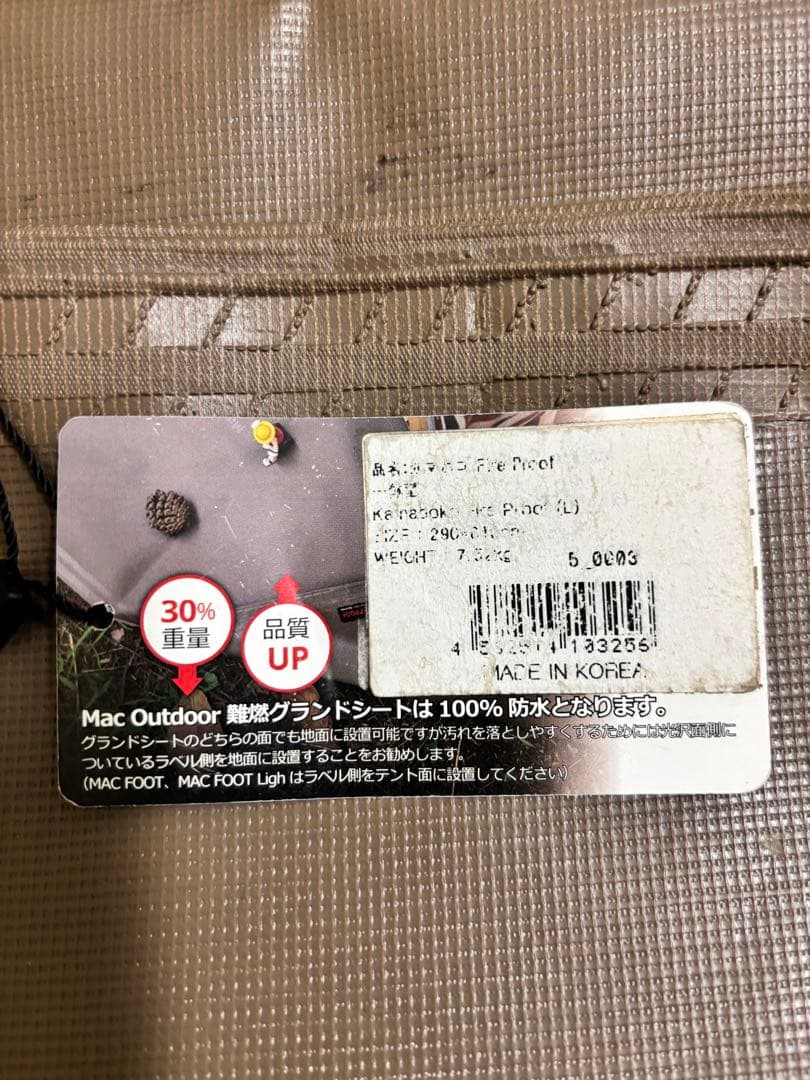 30%
重量
品質
UP
Fire Proof
Proof (L)
WEIGHT
5_0003
103256
MADE IN KOREA
Mac Outdoor 難燃グランドシートは 100% 防水となります。
グランドシートのどちらの面でも地面に設置可能ですが汚れを落としやすくするためには光沢面側に
ついているラベル側を地面に設置することをお勧めします。
(MAC FOOT、MAC FOOT Ligh はラベル側をテント面に設置してください)